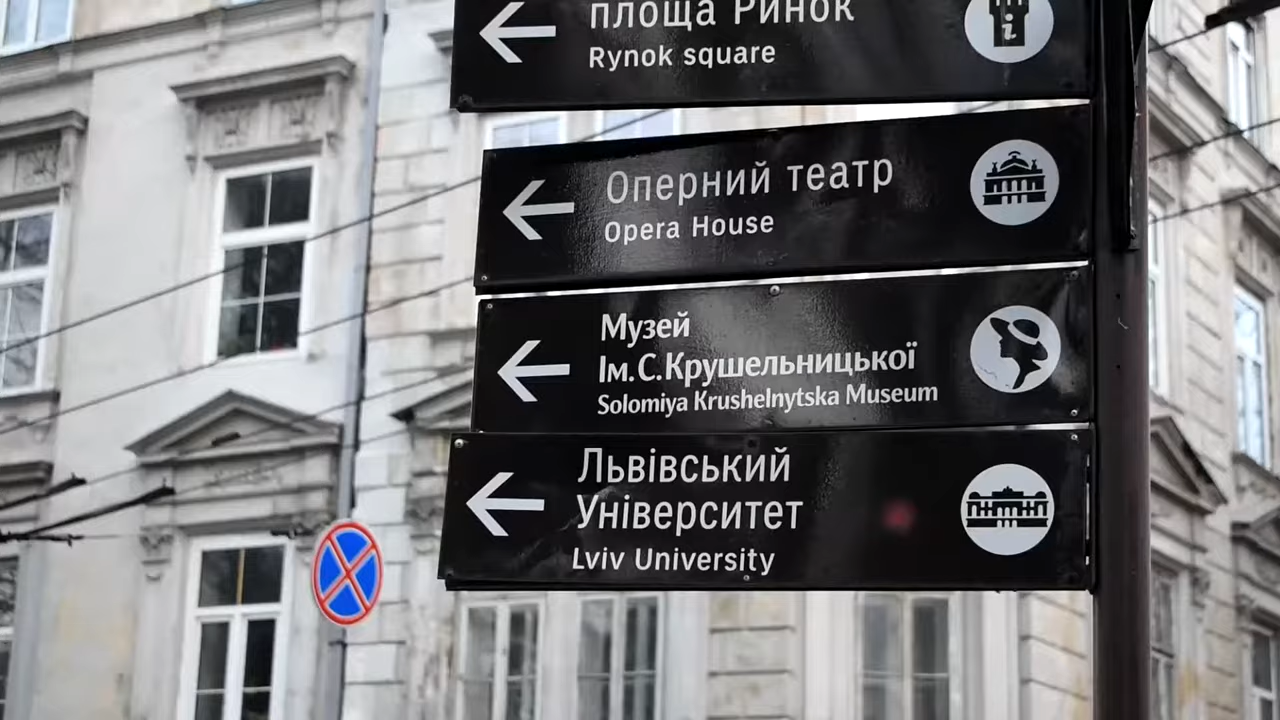 площа Ринок
Rynok square
i
Оперний театр
Opera House
Музей
Ім.С.Крушельницької
Solomiya Krushelnytska Museum
Львівський
Університет
Lviv University